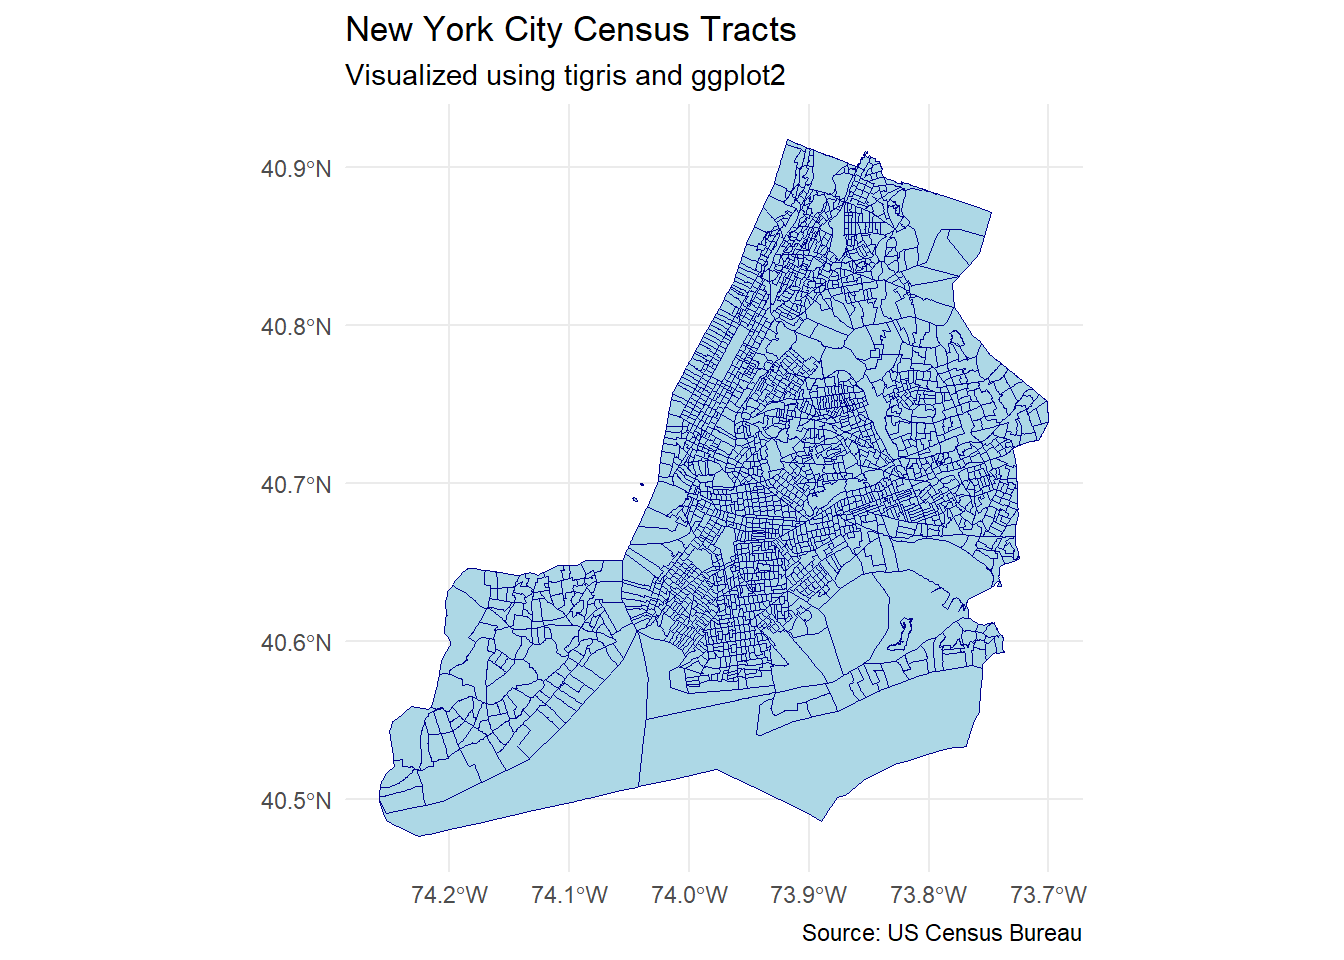 New York City Census Tracts
Visualized using tigris and ggplot2
40.9°N
40.8°N
40.7°N
40.6°N
40.5°N
74.2°W 74.1°W 74.0°W 73.9°W 73.8°W 73.7°W
Source: US Census Bureau